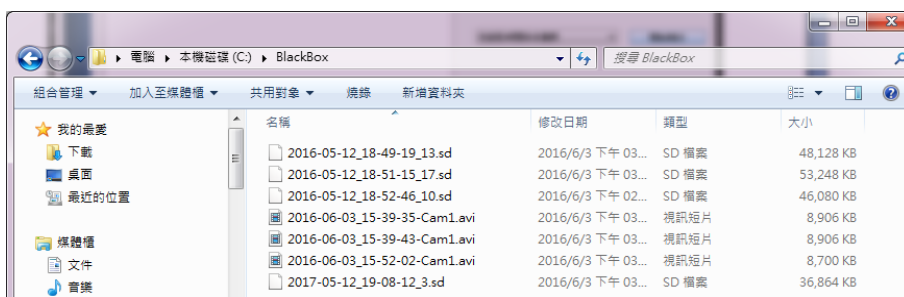 電腦 ▸ 本機磁碟 (C:) ▸ BlackBox
搜尋 BlackBox
組合管理 加入至媒體櫃 共用對象 燒錄 新增資料夾
我的最愛
下載
桌面
最近的位置
媒體櫃
文件
音樂
名稱 修改日期 類型 大小
2016-05-12_18-49-19_13.sd 2016/6/3 下午 03... SD 檔案 48,128 KB
2016-05-12_18-51-15_17.sd 2016/6/3 下午 03... SD 檔案 53,248 KB
2016-05-12_18-52-46_10.sd 2016/6/3 下午 02... SD 檔案 46,080 KB
2016-06-03_15-39-35-Cam1.avi 2016/6/3 下午 03... 視訊短片 8,906 KB
2016-06-03_15-39-43-Cam1.avi 2016/6/3 下午 03... 視訊短片 8,906 KB
2016-06-03_15-52-02-Cam1.avi 2016/6/3 下午 03... 視訊短片 8,700 KB
2017-05-12_19-08-12_3.sd 2016/6/3 下午 03... SD 檔案 36,864 KB